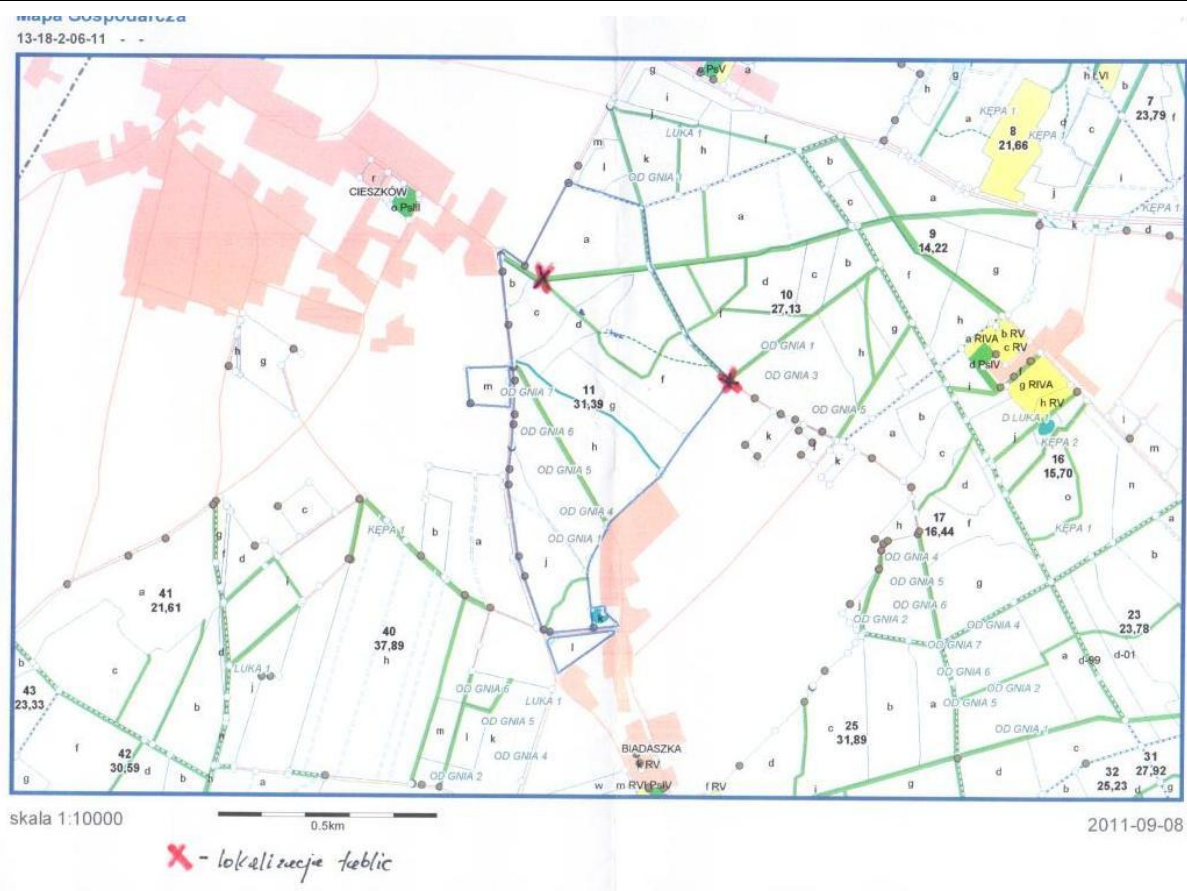 Mapa Gospodarcza
13-18-2-06-11 - -
g PsV a
g
i
j
LUKA 1
f
h
m
l
k
OD GNIA 1
b
a
c
h
g
a
KĘPA 1
8
21,66
h LVI
b
d
KĘPA 1
c
7
23,79
f
i
j
KĘPA 1
k
d
r
CIESZKÓW
o PsIII
a
9
14,22
f
g
a
b
c
d
f
10
27,13
d
c
b
f
OD GNIA 1
OD GNIA 3
h
g
OD GNIA 5
h
b RV
a RIVA
c RV
d PsIV
f
g RIVA
h RV
i
j
D LUKA 1
KĘPA 2
16
15,70
l
m
n
o
KĘPA 1
h
g
m
OD GNIA 7
11
31,39
g
OD GNIA 6
h
OD GNIA 5
OD GNIA 4
OD GNIA 1
j
k
l
k
f
k
a
b
c
d
17
16,44
f
h
OD GNIA 4
OD GNIA 5
g
OD GNIA 6
j
OD GNIA 2
OD GNIA 4
OD GNIA 7
OD GNIA 6
OD GNIA 2
OD GNIA 5
OD GNIA 1
a
b
23
23,78
a
d-99
d-01
c
g
f
d
i
KĘPA 1
b
a
a
41
21,61
40
37,89
h
b
43
23,33
c
d
LUKA 1
j
b
n
f
42
30,59
d
b
b
a
g
OD GNIA 6
LUKA 1
OD GNIA 5
m
l
k
OD GNIA 4
OD GNIA 2
BIADASZKA
k RV
w
m RVI PsIV
f RV
d
c
25
31,89
b
a
i
g
d
c
b
32
25,23
31
27,92
d
g
skala 1:10000
0.5km
2011-09-08
X - lokalizacja tablic